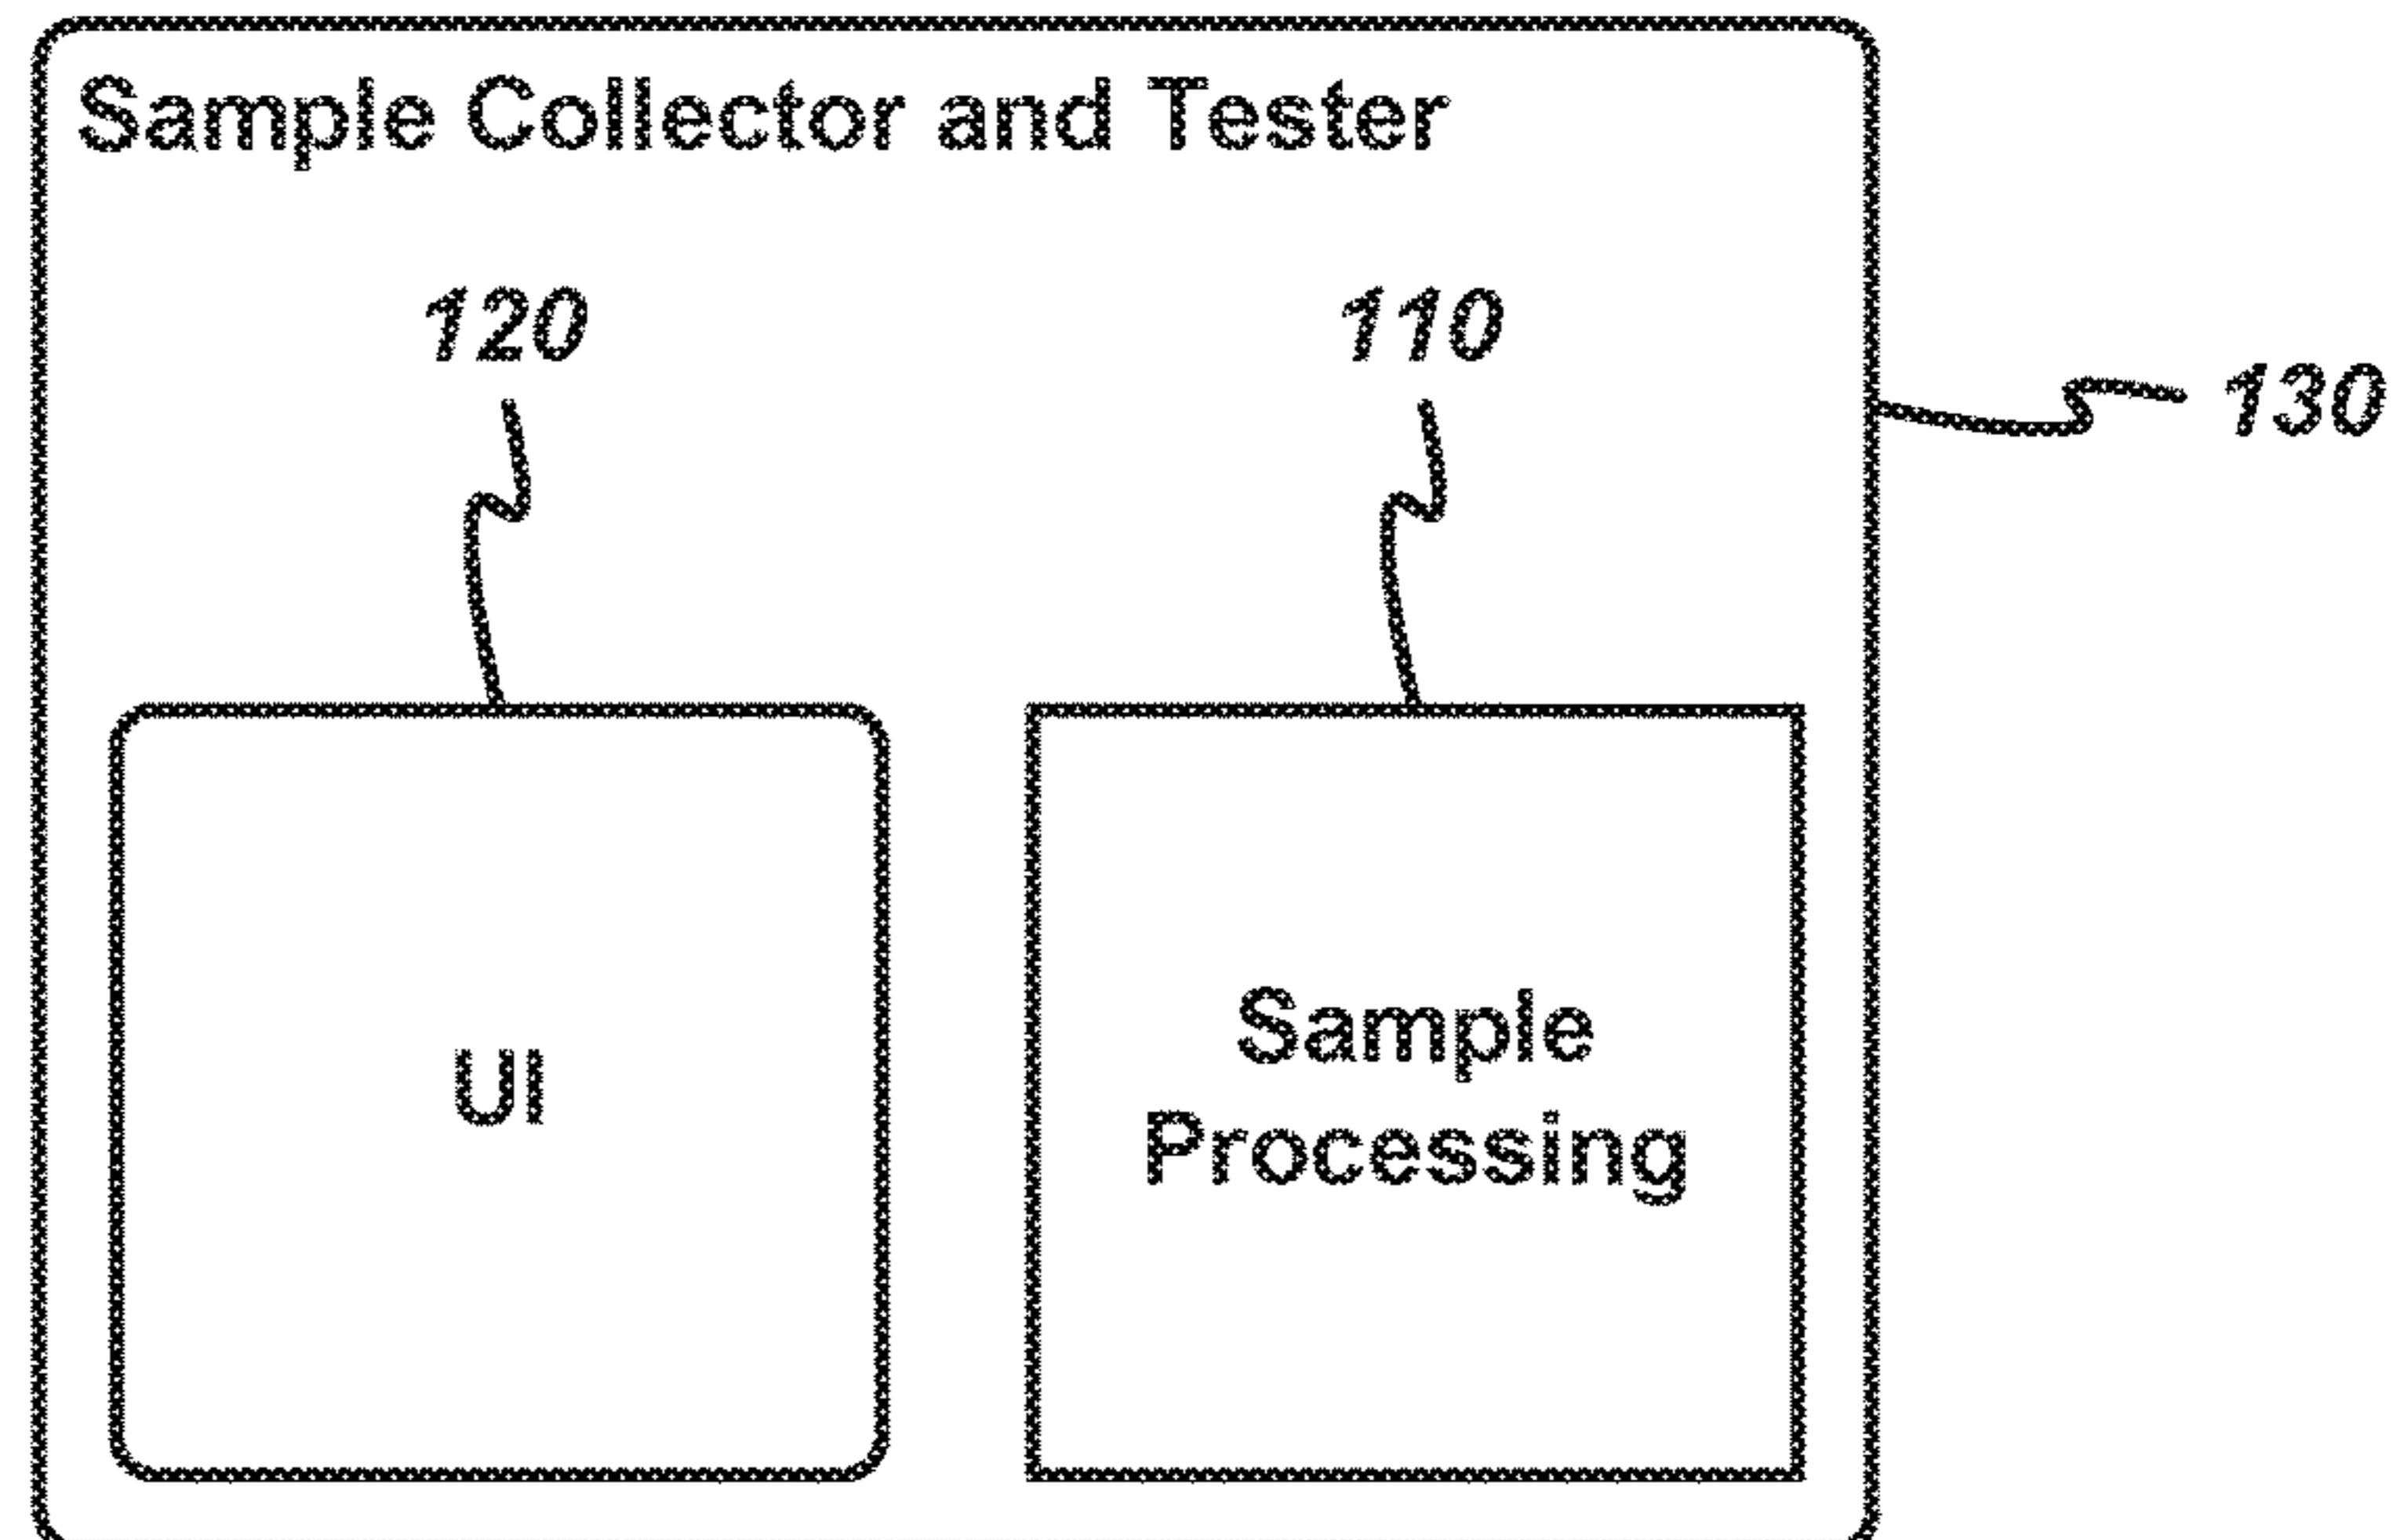 Sample Collector and Tester
120
110
130
UI
Sample
Processing